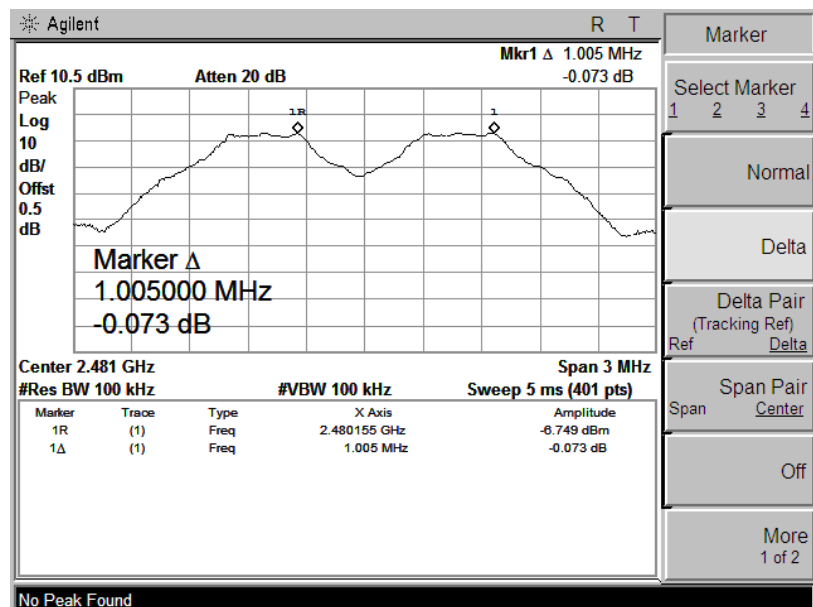 Agilent R T
Mkr1 Δ 1.005 MHz
Ref 10.5 dBm Atten 20 dB -0.073 dB
Peak
Log
10
dB/
Offst
0.5
dB
1R 1
Marker Δ
1.005000 MHz
-0.073 dB
Center 2.481 GHz Span 3 MHz
#Res BW 100 kHz #VBW 100 kHz Sweep 5 ms (401 pts)
Marker Trace Type X Axis Amplitude
1R (1) Freq 2.480155 GHz -6.749 dBm
1Δ (1) Freq 1.005 MHz -0.073 dB
No Peak Found
Marker
Select Marker
1 2 3 4
Normal
Delta
Delta Pair
(Tracking Ref)
Ref Delta
Span Pair
Span Center
Off
More
1 of 2